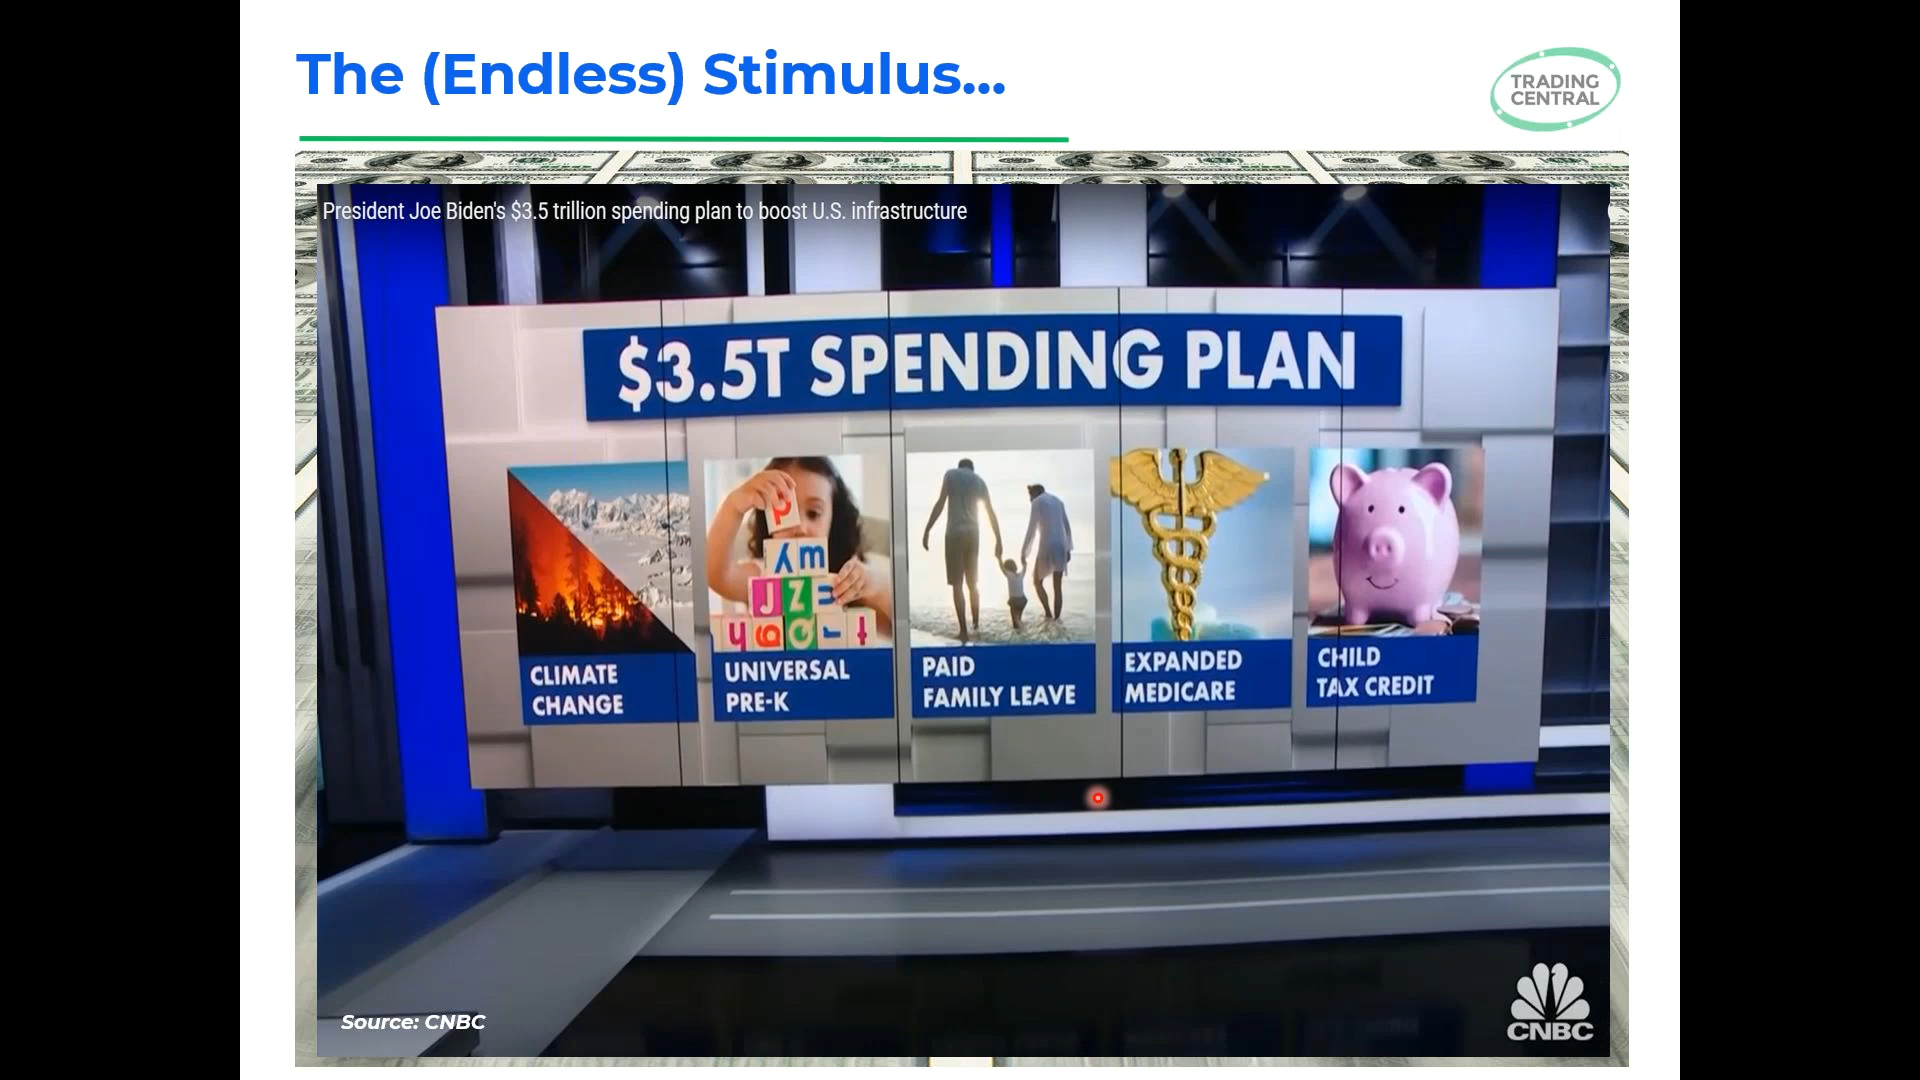 The (Endless) Stimulus...
TRADING
CENTRAL
President Joe Biden's $3.5 trillion spending plan to boost U.S. infrastructure
$3.5T SPENDING PLAN
CLIMATE
CHANGE
UNIVERSAL
PRE-K
PAID
FAMILY LEAVE
EXPANDED
MEDICARE
CHILD
TAX CREDIT
Source: CNBC
CNBC